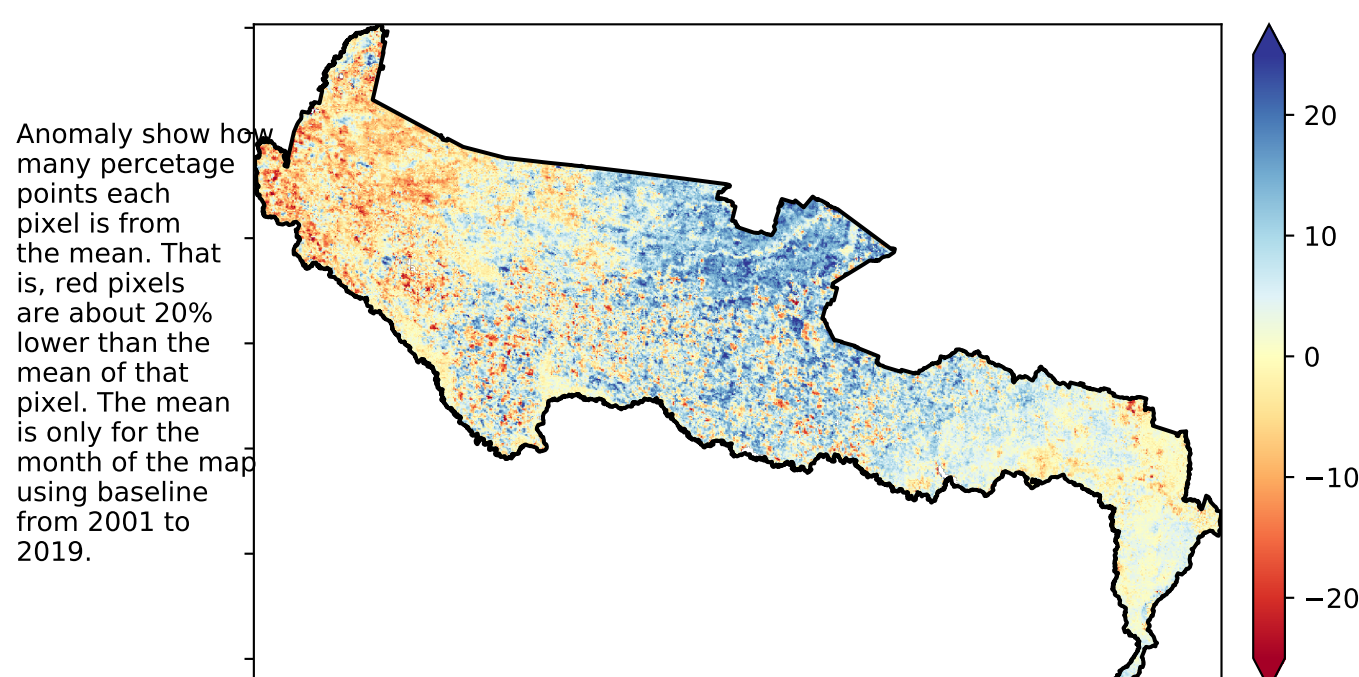 Anomaly show how
many percetage
points each
pixel is from
the mean. That
is, red pixels
are about 20%
lower than the
mean of that
pixel. The mean
is only for the
month of the map
using baseline
from 2001 to
2019.
20
10
0
−10
−20